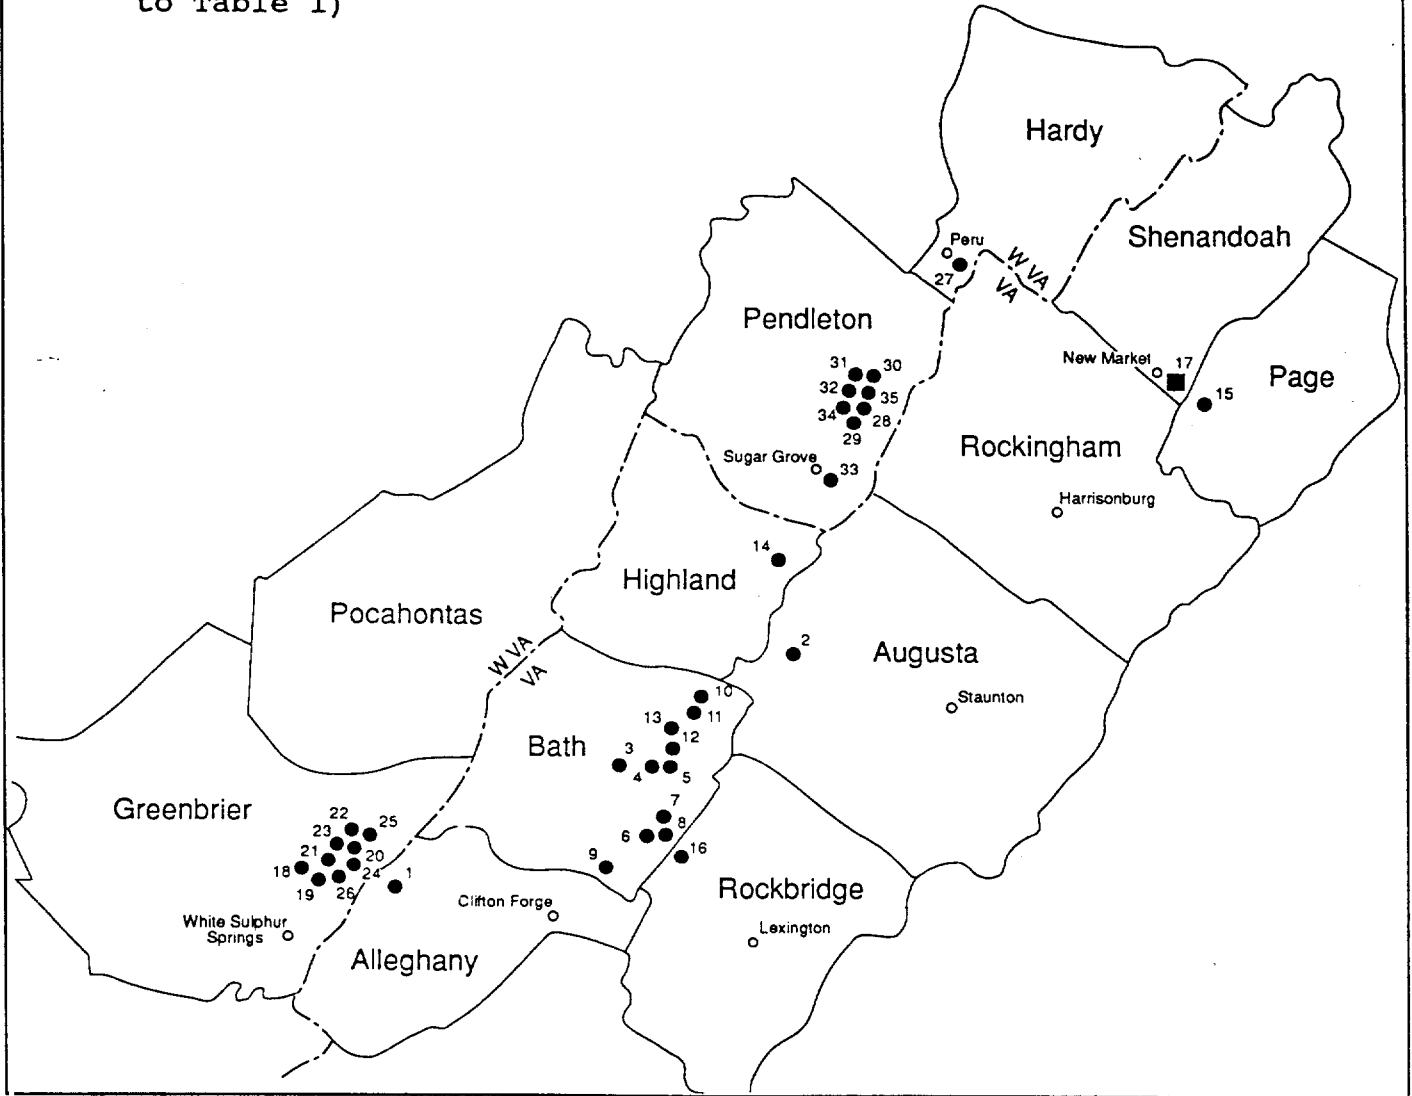 to Table 1)
Hardy
Shenandoah
Peru
27
W VA
VA
Pendleton
New Market
17
15
Page
31
30
32
35
34
28
29
Rockingham
Sugar Grove
33
Harrisonburg
14
Highland
Pocahontas
W VA
VA
2
Augusta
Staunton
10
11
13
12
Bath
3
4
5
Greenbrier
7
22
25
23
6
8
21
20
18
24
9
16
19
26
1
Rockbridge
Clifton Forge
White Sulphur
Springs
Lexington
Alleghany